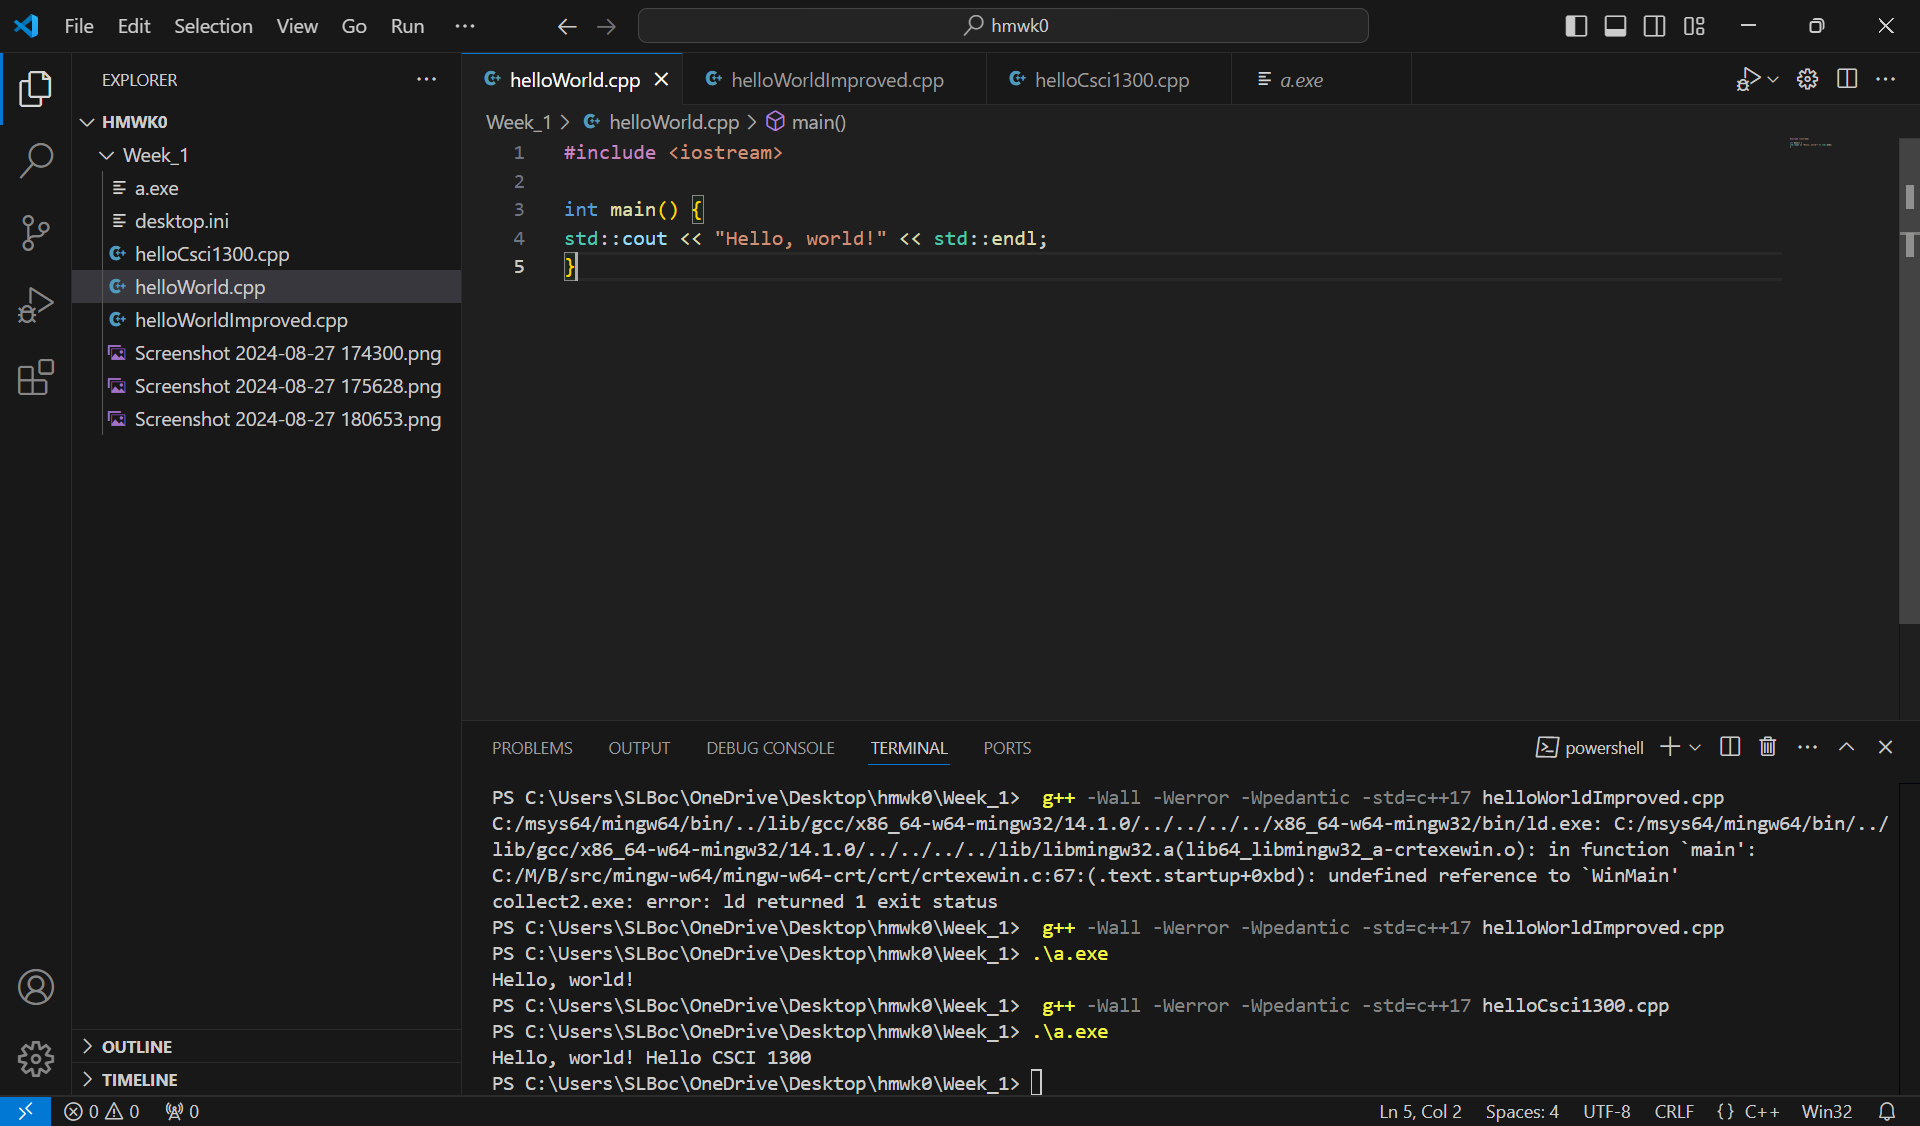 File Edit Selection View Go Run ···
hmwk0
EXPLORER
HMWK0
Week_1
a.exe
desktop.ini
helloCsci1300.cpp
helloWorld.cpp
helloWorldImproved.cpp
Screenshot 2024-08-27 174300.png
Screenshot 2024-08-27 175628.png
Screenshot 2024-08-27 180653.png
OUTLINE
TIMELINE
helloWorld.cpp helloWorldImproved.cpp helloCsci1300.cpp a.exe
Week_1 > helloWorld.cpp > main()
1 #include <iostream>
2
3 int main() {
4 std::cout << "Hello, world!" << std::endl;
5 }
PROBLEMS OUTPUT DEBUG CONSOLE TERMINAL PORTS
powershell
PS C:\Users\SLBoc\OneDrive\Desktop\hmwk0\Week_1>  g++ -Wall -Werror -Wpedantic -std=c++17 helloWorldImproved.cpp
C:/msys64/mingw64/bin/../lib/gcc/x86_64-w64-mingw32/14.1.0/../../../../x86_64-w64-mingw32/bin/ld.exe: C:/msys64/mingw64/bin/../
lib/gcc/x86_64-w64-mingw32/14.1.0/../../../../lib/libmingw32.a(lib64_libmingw32_a-crtexewin.o): in function `main':
C:/M/B/src/mingw-w64/mingw-w64-crt/crt/crtexewin.c:67:(.text.startup+0xbd): undefined reference to `WinMain'
collect2.exe: error: ld returned 1 exit status
PS C:\Users\SLBoc\OneDrive\Desktop\hmwk0\Week_1>  g++ -Wall -Werror -Wpedantic -std=c++17 helloWorldImproved.cpp
PS C:\Users\SLBoc\OneDrive\Desktop\hmwk0\Week_1> .\a.exe
Hello, world!
PS C:\Users\SLBoc\OneDrive\Desktop\hmwk0\Week_1>  g++ -Wall -Werror -Wpedantic -std=c++17 helloCsci1300.cpp
PS C:\Users\SLBoc\OneDrive\Desktop\hmwk0\Week_1> .\a.exe
Hello, world! Hello CSCI 1300
PS C:\Users\SLBoc\OneDrive\Desktop\hmwk0\Week_1>
0 0 0 Ln 5, Col 2 Spaces: 4 UTF-8 CRLF {} C++ Win32